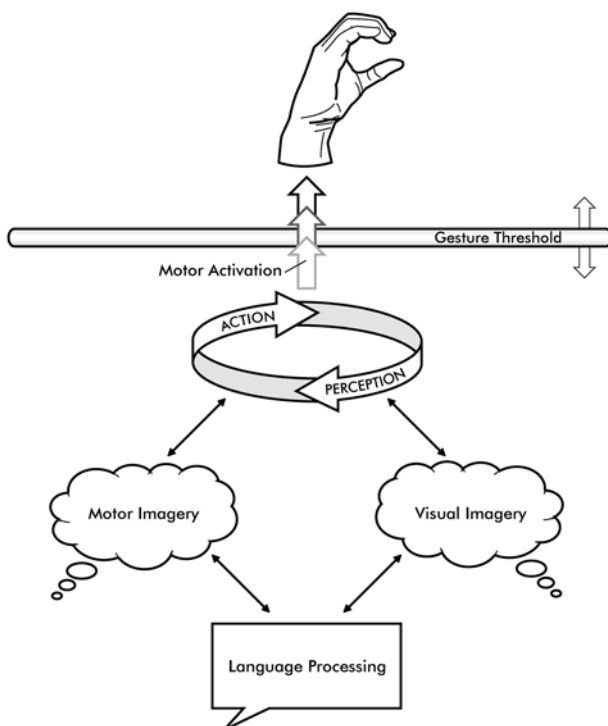 Gesture Threshold
Motor Activation
ACTION
PERCEPTION
Motor Imagery
Visual Imagery
Language Processing